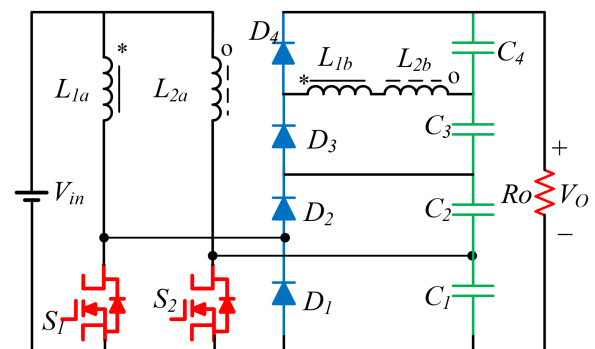 D4
L1b
L2b
*
o
C4
L1a
L2a
*
o
D3
C3
+
Vin
D2
C2
Ro
VO
−
S1
S2
D1
C1